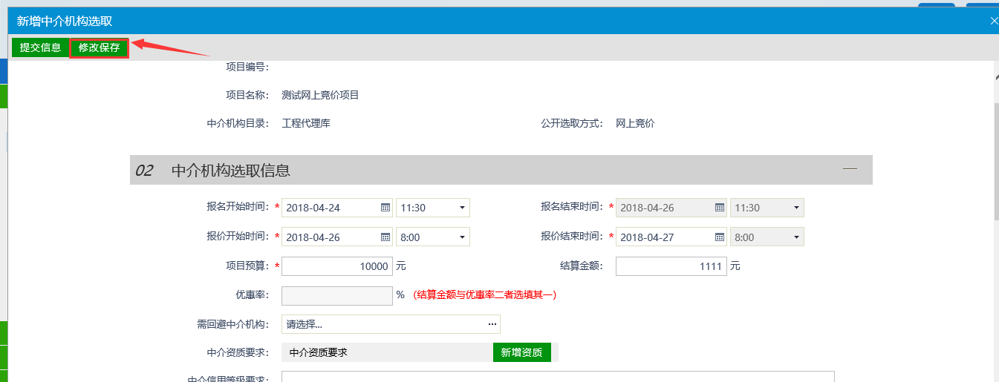 新增中介机构选取
提交信息 修改保存
项目编号：
项目名称： 测试网上竞价项目
中介机构目录： 工程代理库 公开选取方式： 网上竞价
02 中介机构选取信息
报名开始时间：* 2018-04-24 11:30 报名结束时间：* 2018-04-26 11:30
报价开始时间：* 2018-04-26 8:00 报价结束时间：* 2018-04-27 8:00
项目预算：* 10000 元 结算金额： 1111 元
优惠率： % （结算金额与优惠率二者选填其一）
需回避中介机构： 请选择... ...
中介资质要求： 中介资质要求 新增资质
中介信用等级要求：